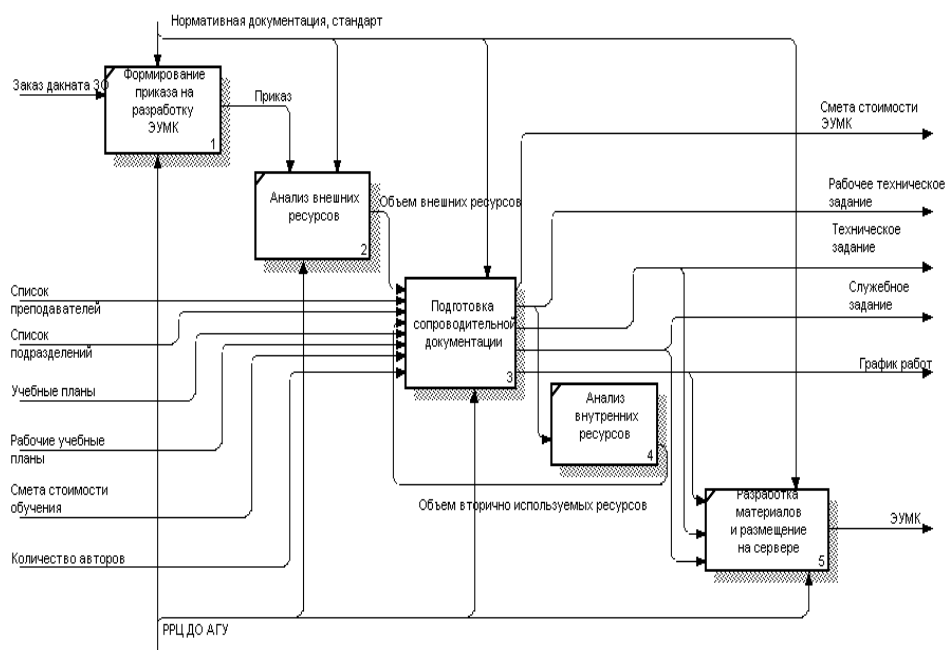 Нормативная документация, стандарт
Заказ дакната ЗО
Формирование
приказа на
разработку
ЭУМК
1
Приказ
Смета стоимости
ЭУМК
Анализ внешних
ресурсов
2
Объем внешних ресурсов
Рабочее техническое
задание
Техническое
задание
Список
преподавателей
Подготовка
сопроводительной
документации
3
Служебное
задание
Список
подразделений
График работ
Учебные планы
Анализ
внутренних
ресурсов
4
Рабочие учебные
планы
Смета стоимости
обучения
Объем вторично используемых ресурсов
Разработка
материалов
и размещение
на сервере
5
ЭУМК
Количество авторов
РРЦ ДО АГУ